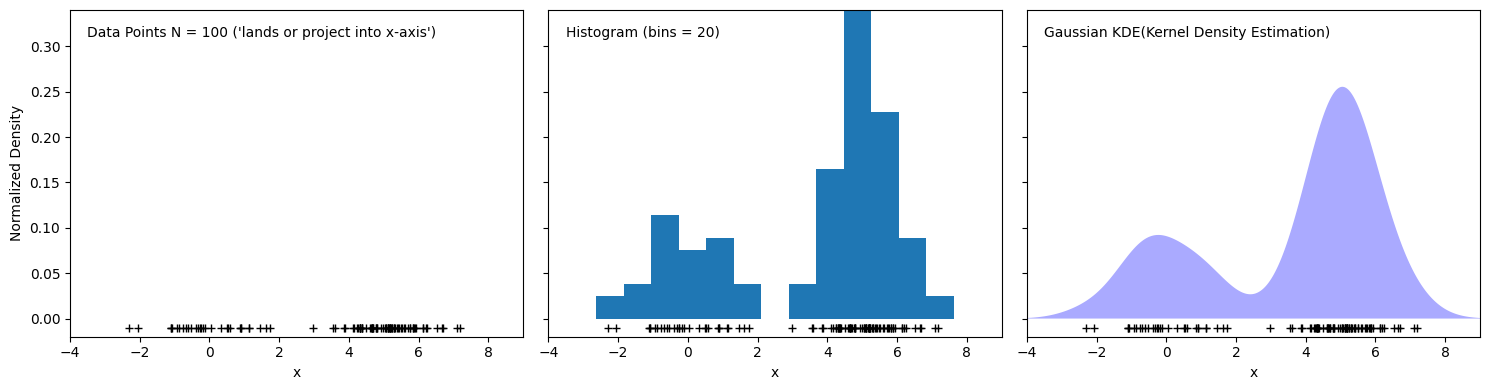 Data Points N = 100 ('lands or project into x-axis')
Normalized Density
0.30
0.25
0.20
0.15
0.10
0.05
0.00
−4 −2 0 2 4 6 8
x
Histogram (bins = 20)
−4 −2 0 2 4 6 8
x
Gaussian KDE(Kernel Density Estimation)
−4 −2 0 2 4 6 8
x